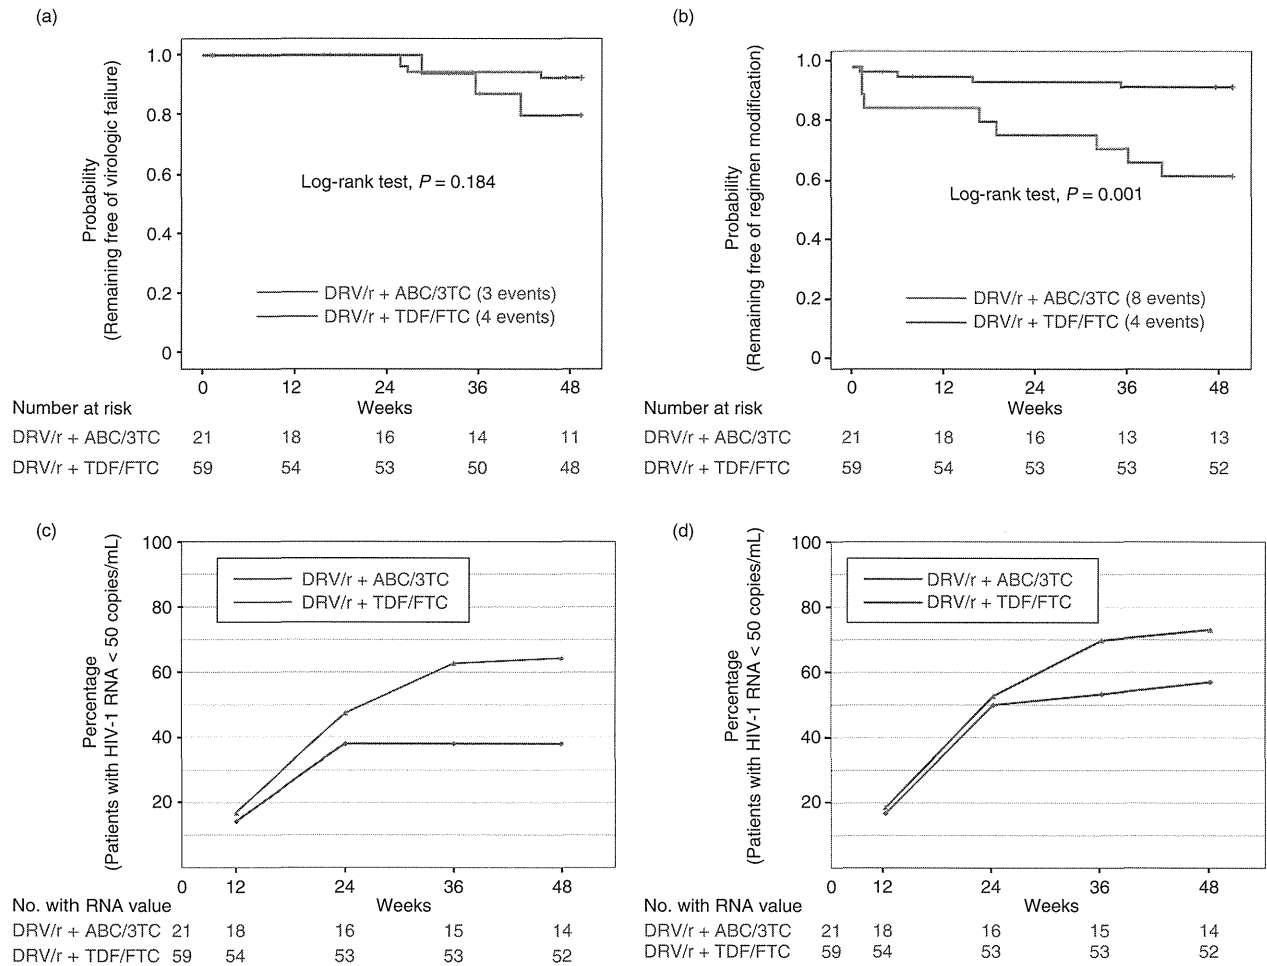 (a)
Probability
(Remaining free of virologic failure)
1.0
0.8
0.6
0.4
0.2
0
Log-rank test, P = 0.184
DRV/r + ABC/3TC (3 events)
DRV/r + TDF/FTC (4 events)
0 12 24 36 48
Number at risk
Weeks
DRV/r + ABC/3TC 21 18 16 14 11
DRV/r + TDF/FTC 59 54 53 50 48
(b)
Probability
(Remaining free of regimen modification)
1.0
0.8
0.6
0.4
0.2
0
Log-rank test, P = 0.001
DRV/r + ABC/3TC (8 events)
DRV/r + TDF/FTC (4 events)
0 12 24 36 48
Number at risk
Weeks
DRV/r + ABC/3TC 21 18 16 13 13
DRV/r + TDF/FTC 59 54 53 53 52
(c)
Percentage
(Patients with HIV-1 RNA < 50 copies/mL)
100
80
60
40
20
DRV/r + ABC/3TC
DRV/r + TDF/FTC
0 12 24 36 48
No. with RNA value
Weeks
DRV/r + ABC/3TC 21 18 16 15 14
DRV/r + TDF/FTC 59 54 53 53 52
(d)
Percentage
(Patients with HIV-1 RNA < 50 copies/mL)
100
80
60
40
20
DRV/r + ABC/3TC
DRV/r + TDF/FTC
0 12 24 36 48
No. with RNA value
Weeks
DRV/r + ABC/3TC 21 18 16 15 14
DRV/r + TDF/FTC 59 54 53 53 52